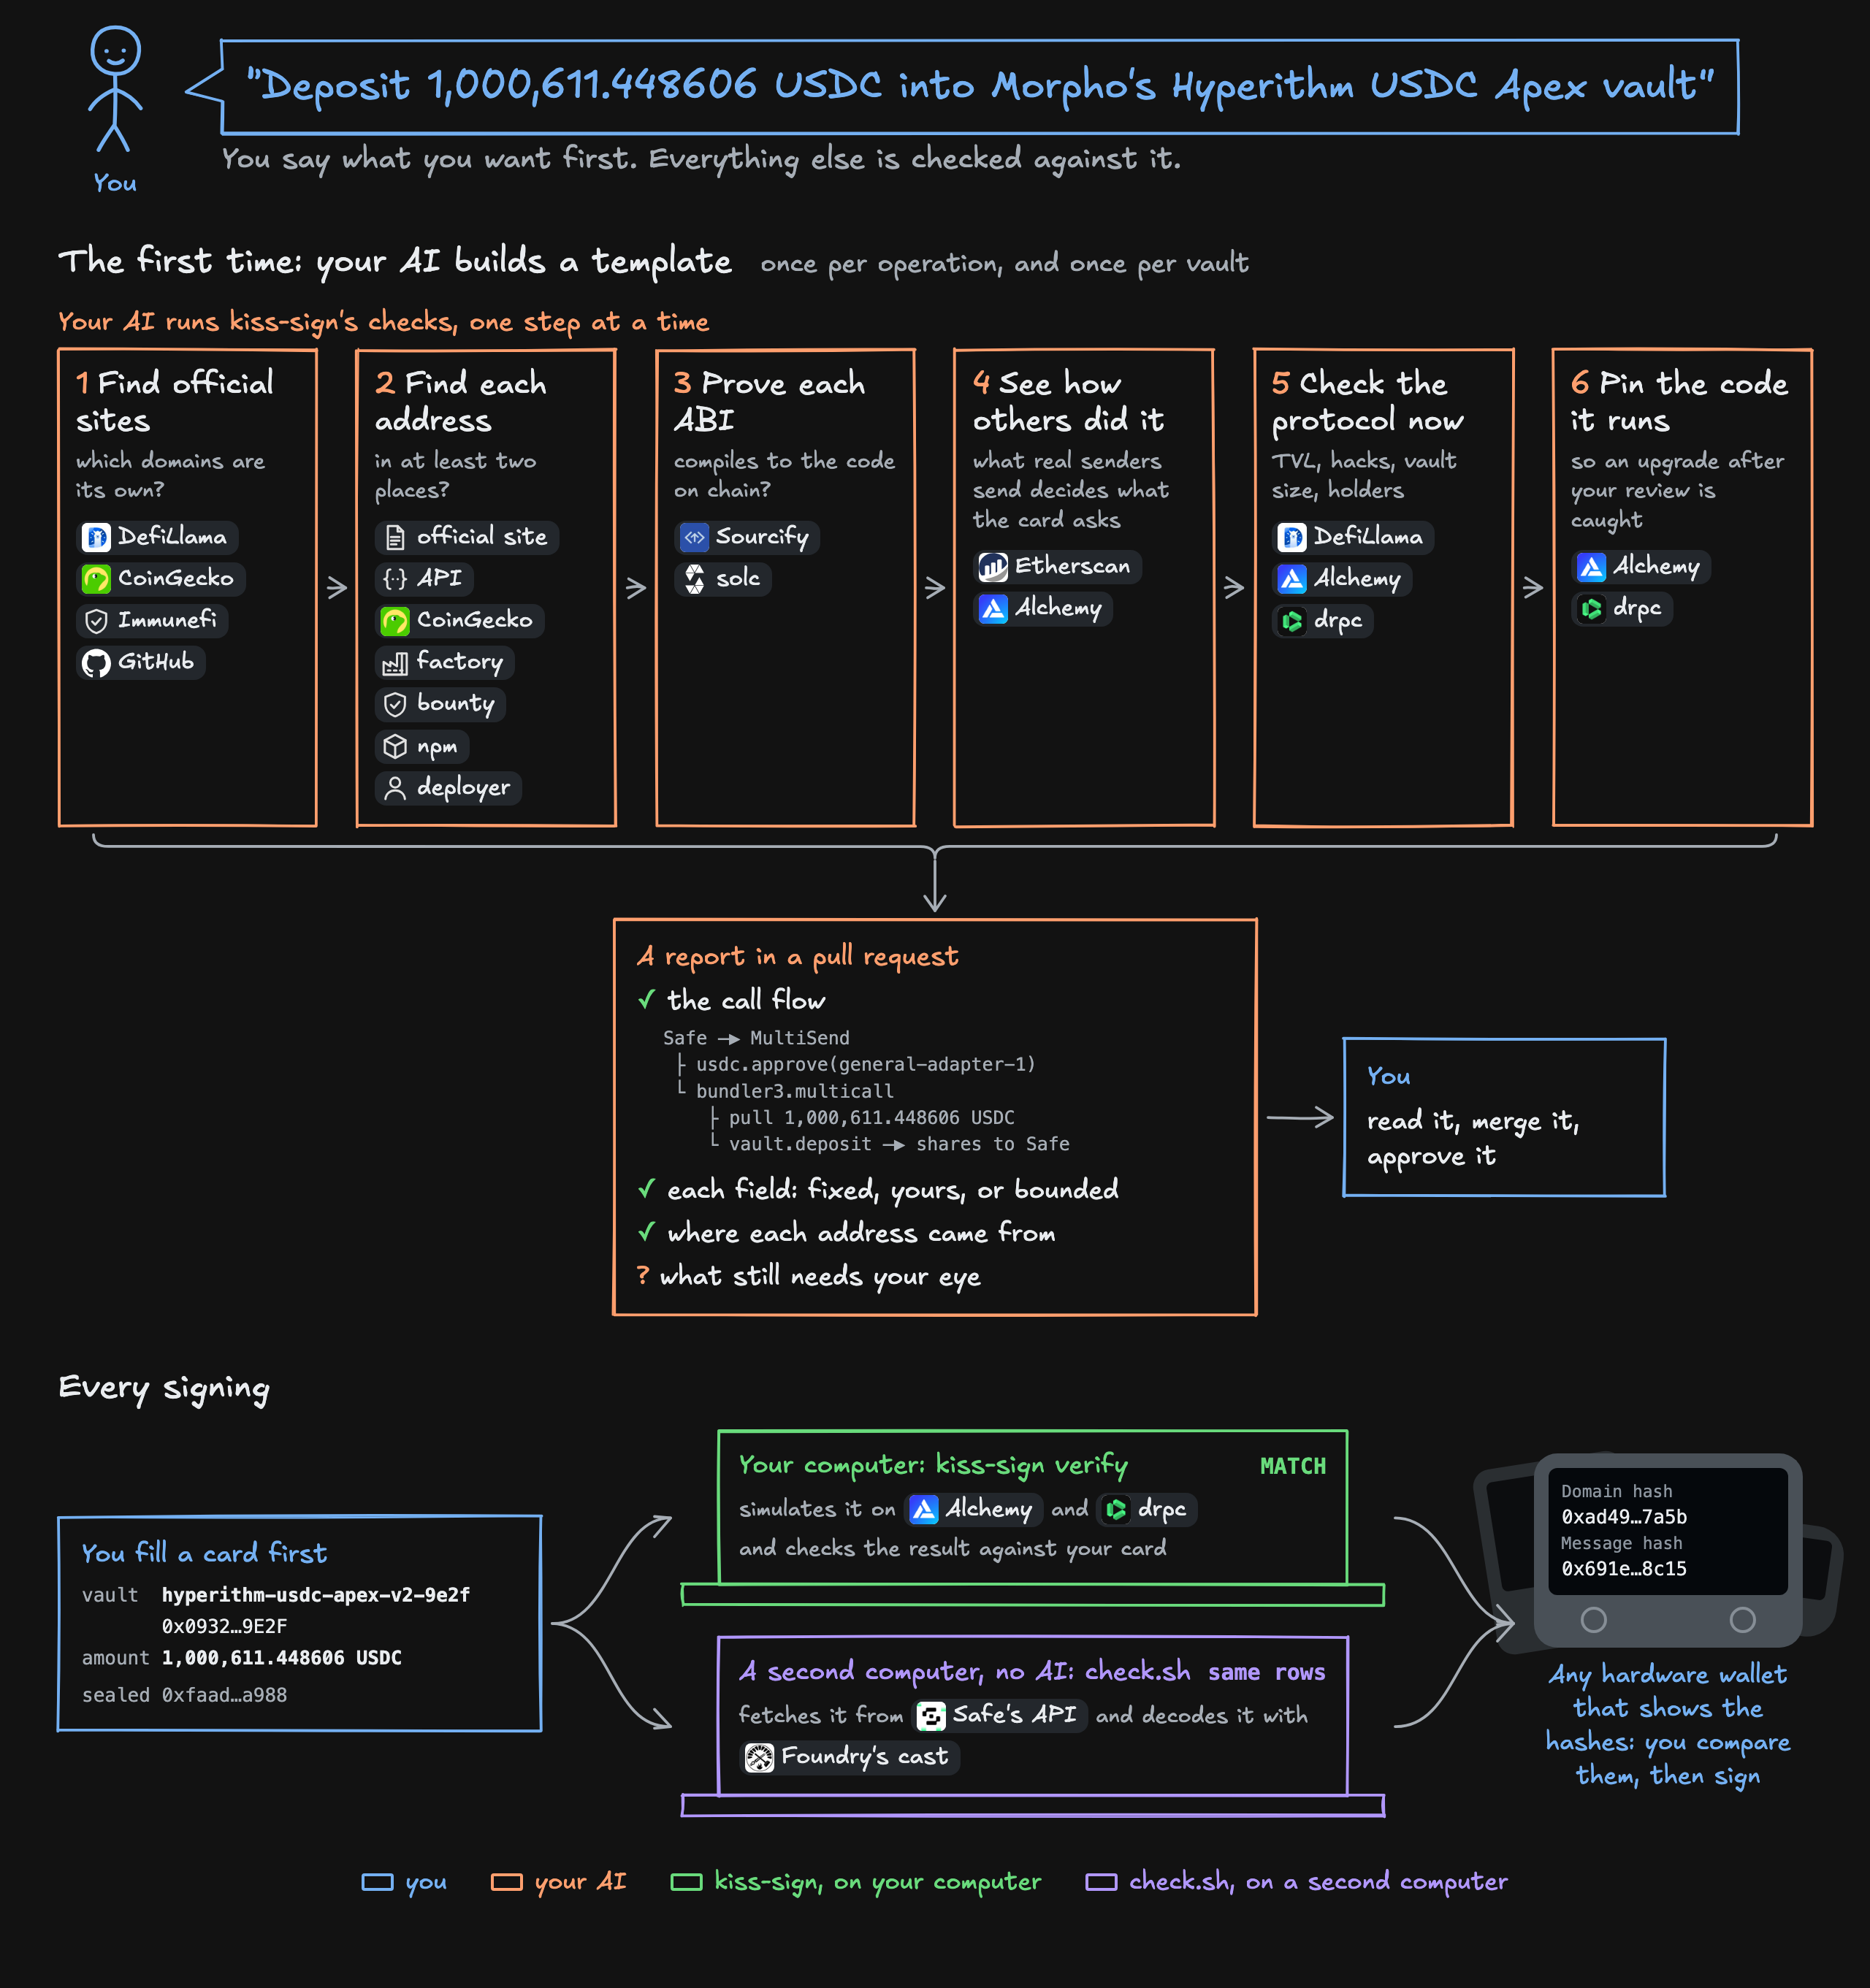 "Deposit 1,000,611.448606 USDC into Morpho's Hyperithm USDC Apex vault"
You say what you want first. Everything else is checked against it.
You
The first time: your AI builds a template once per operation, and once per vault
Your AI runs kiss-sign's checks, one step at a time
1 Find official
sites
which domains are
its own?
DefiLlama
CoinGecko
Immunefi
GitHub
2 Find each
address
in at least two
places?
official site
API
CoinGecko
factory
bounty
npm
deployer
3 Prove each
ABI
compiles to the code
on chain?
Sourcify
solc
4 See how
others did it
what real senders
send decides what
the card asks
Etherscan
Alchemy
5 Check the
protocol now
TVL, hacks, vault
size, holders
DefiLlama
Alchemy
drpc
6 Pin the code
it runs
so an upgrade after
your review is
caught
Alchemy
drpc
A report in a pull request
✓ the call flow
Safe —▶ MultiSend
├ usdc.approve(general-adapter-1)
└ bundler3.multicall
├ pull 1,000,611.448606 USDC
└ vault.deposit —▶ shares to Safe
✓ each field: fixed, yours, or bounded
✓ where each address came from
? what still needs your eye
You
read it, merge it,
approve it
Every signing
You fill a card first
vault hyperithm-usdc-apex-v2-9e2f
0x0932…9E2F
amount 1,000,611.448606 USDC
sealed 0xfaad…a988
Your computer: kiss-sign verify MATCH
simulates it on Alchemy and drpc
and checks the result against your card
A second computer, no AI: check.sh same rows
fetches it from Safe's API and decodes it with
Foundry's cast
Domain hash
0xad49…7a5b
Message hash
0x691e…8c15
Any hardware wallet
that shows the
hashes: you compare
them, then sign
you
your AI
kiss-sign, on your computer
check.sh, on a second computer